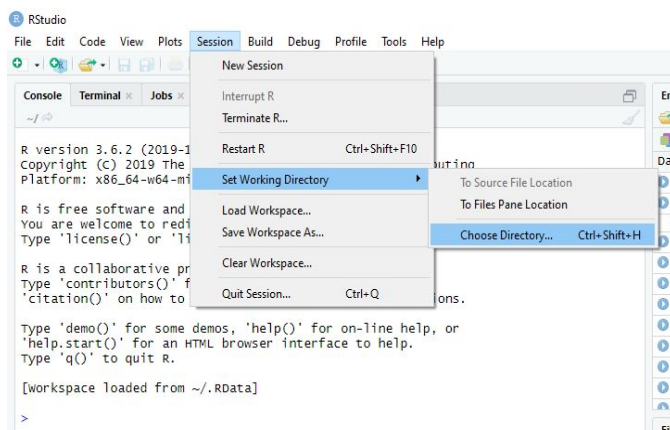 RStudio
File Edit Code View Plots Session Build Debug Profile Tools Help
New Session
Interrupt R
Terminate R...
Restart R Ctrl+Shift+F10
Set Working Directory
Load Workspace...
Save Workspace As...
Clear Workspace...
Quit Session... Ctrl+Q
To Source File Location
To Files Pane Location
Choose Directory... Ctrl+Shift+H
Console Terminal Jobs
~/
R version 3.6.2 (2019-1
Copyright (C) 2019 The uting
Platform: x86_64-w64-mi
R is free software and
You are welcome to redi
Type 'license()' or 'li
R is a collaborative pr
Type 'contributors()' f
'citation()' on how to ions.
Type 'demo()' for some demos, 'help()' for on-line help, or
'help.start()' for an HTML browser interface to help.
Type 'q()' to quit R.
[Workspace loaded from ~/.RData]
>